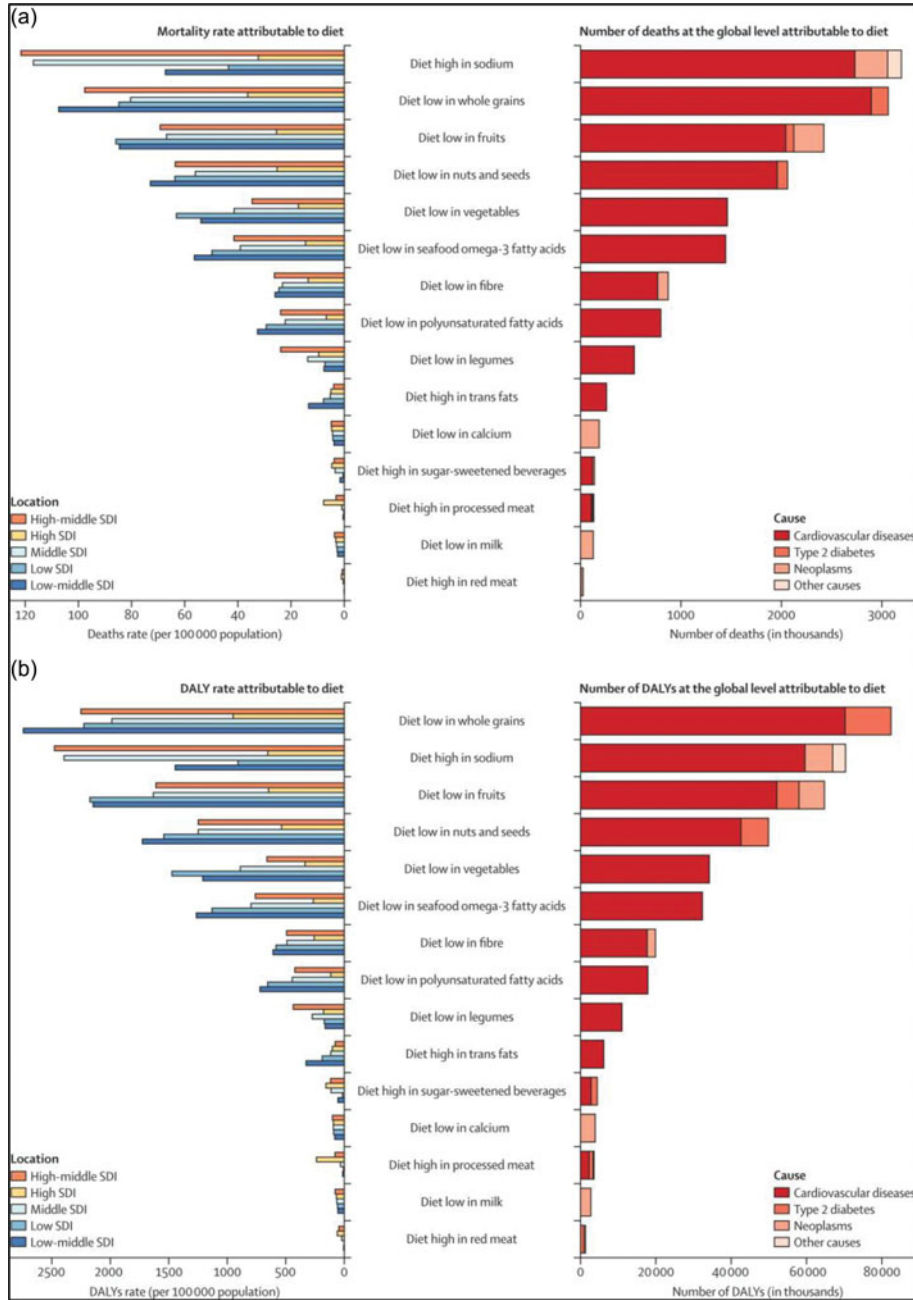 (a)
Mortality rate attributable to diet
Number of deaths at the global level attributable to diet
Diet high in sodium
Diet low in whole grains
Diet low in fruits
Diet low in nuts and seeds
Diet low in vegetables
Diet low in seafood omega-3 fatty acids
Diet low in fibre
Diet low in polyunsaturated fatty acids
Diet low in legumes
Diet high in trans fats
Diet low in calcium
Diet high in sugar-sweetened beverages
Diet high in processed meat
Diet low in milk
Diet high in red meat
Location
High-middle SDI
High SDI
Middle SDI
Low SDI
Low-middle SDI
Cause
Cardiovascular diseases
Type 2 diabetes
Neoplasms
Other causes
120 100 80 60 40 20 0
Deaths rate (per 100 000 population)
0 1000 2000 3000
Number of deaths (in thousands)
(b)
DALY rate attributable to diet
Number of DALYs at the global level attributable to diet
Diet low in whole grains
Diet high in sodium
Diet low in fruits
Diet low in nuts and seeds
Diet low in vegetables
Diet low in seafood omega-3 fatty acids
Diet low in fibre
Diet low in polyunsaturated fatty acids
Diet low in legumes
Diet high in trans fats
Diet high in sugar-sweetened beverages
Diet low in calcium
Diet high in processed meat
Diet low in milk
Diet high in red meat
Location
High-middle SDI
High SDI
Middle SDI
Low SDI
Low-middle SDI
Cause
Cardiovascular diseases
Type 2 diabetes
Neoplasms
Other causes
2500 2000 1500 1000 500 0
DALYs rate (per 100 000 population)
0 20 000 40 000 60 000 80 000
Number of DALYs (in thousands)